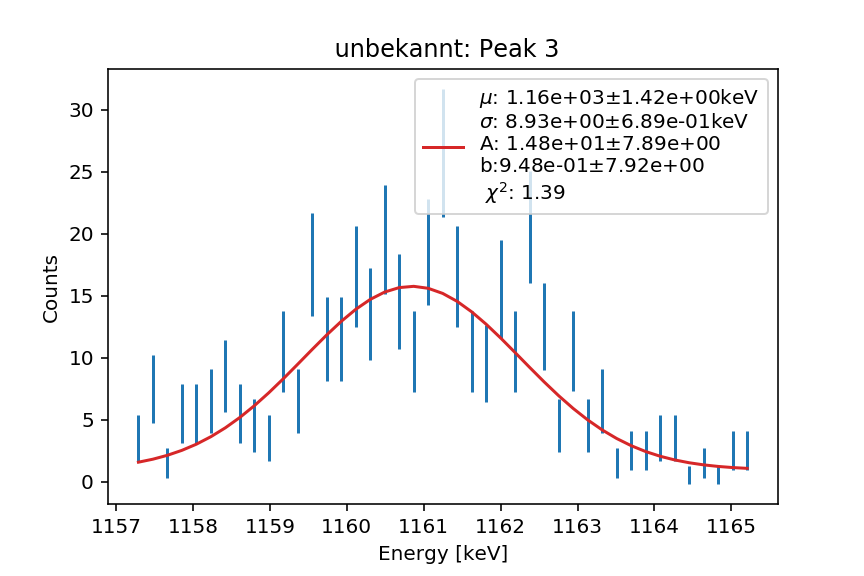 unbekannt: Peak 3
μ: 1.16e+03±1.42e+00keV
σ: 8.93e+00±6.89e-01keV
A: 1.48e+01±7.89e+00
b:9.48e-01±7.92e+00
χ²: 1.39
Counts
30
25
20
15
10
5
0
1157 1158 1159 1160 1161 1162 1163 1164 1165
Energy [keV]